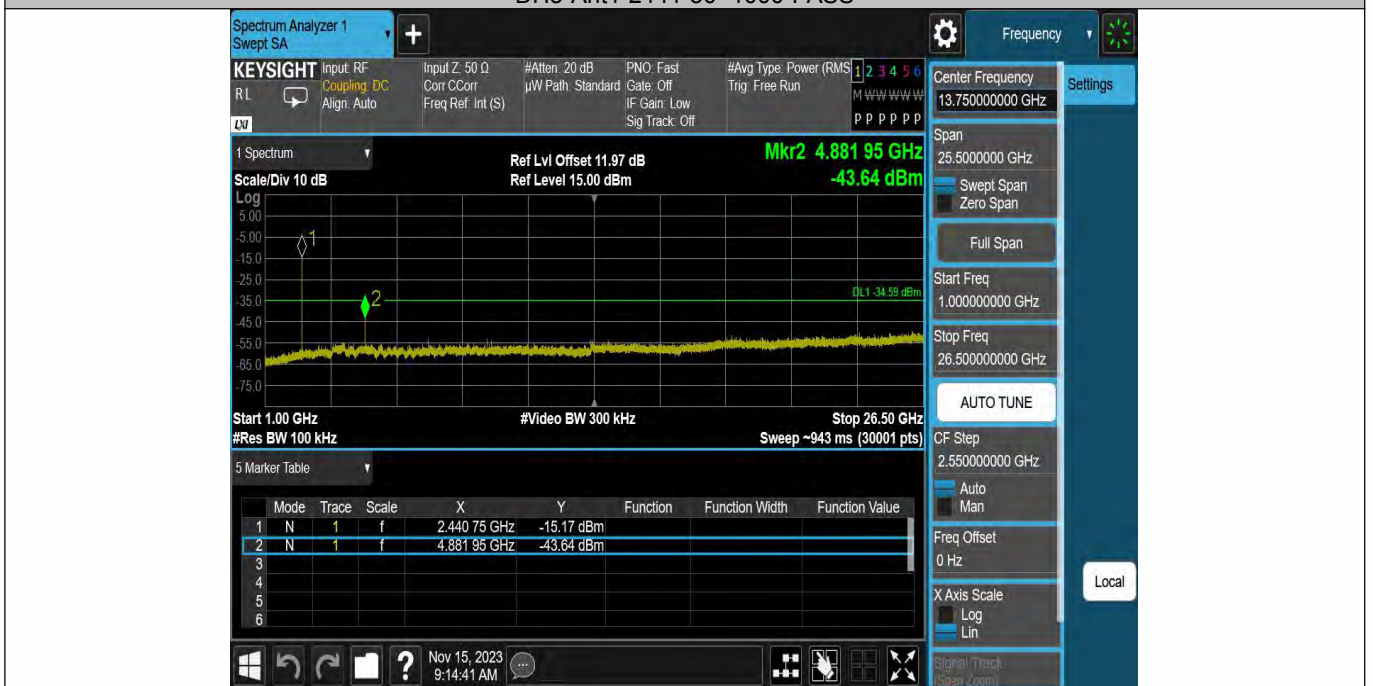 Spectrum Analyzer 1
Swept SA
Frequency
KEYSIGHT
RL
LXI
Input: RF
Coupling: DC
Align: Auto
Input Z: 50 Ω
Corr CCorr
Freq Ref: Int (S)
#Atten: 20 dB
µW Path: Standard
PNO: Fast
Gate: Off
IF Gain: Low
Sig Track: Off
#Avg Type: Power (RMS
Trig: Free Run
1 2 3 4 5 6
M W W W W W
P P P P P P
1 Spectrum
Scale/Div 10 dB
Ref Lvl Offset 11.97 dB
Ref Level 15.00 dBm
Mkr2 4.881 95 GHz
-43.64 dBm
Log
5.00
-5.00
-15.0
-25.0
-35.0
-45.0
-55.0
-65.0
-75.0
1
2
DL1 -34.59 dBm
Start 1.00 GHz
#Video BW 300 kHz
Stop 26.50 GHz
#Res BW 100 kHz
Sweep ~943 ms (30001 pts)
5 Marker Table
Mode Trace Scale X Y Function Function Width Function Value
1 N 1 f 2.440 75 GHz -15.17 dBm
2 N 1 f 4.881 95 GHz -43.64 dBm
3
4
5
6
Nov 15, 2023
9:14:41 AM
Center Frequency
13.750000000 GHz
Settings
Span
25.5000000 GHz
Swept Span
Zero Span
Full Span
Start Freq
1.000000000 GHz
Stop Freq
26.500000000 GHz
AUTO TUNE
CF Step
2.550000000 GHz
Auto
Man
Freq Offset
0 Hz
X Axis Scale
Log
Lin
Signal Track
(Span Zoom)
Local